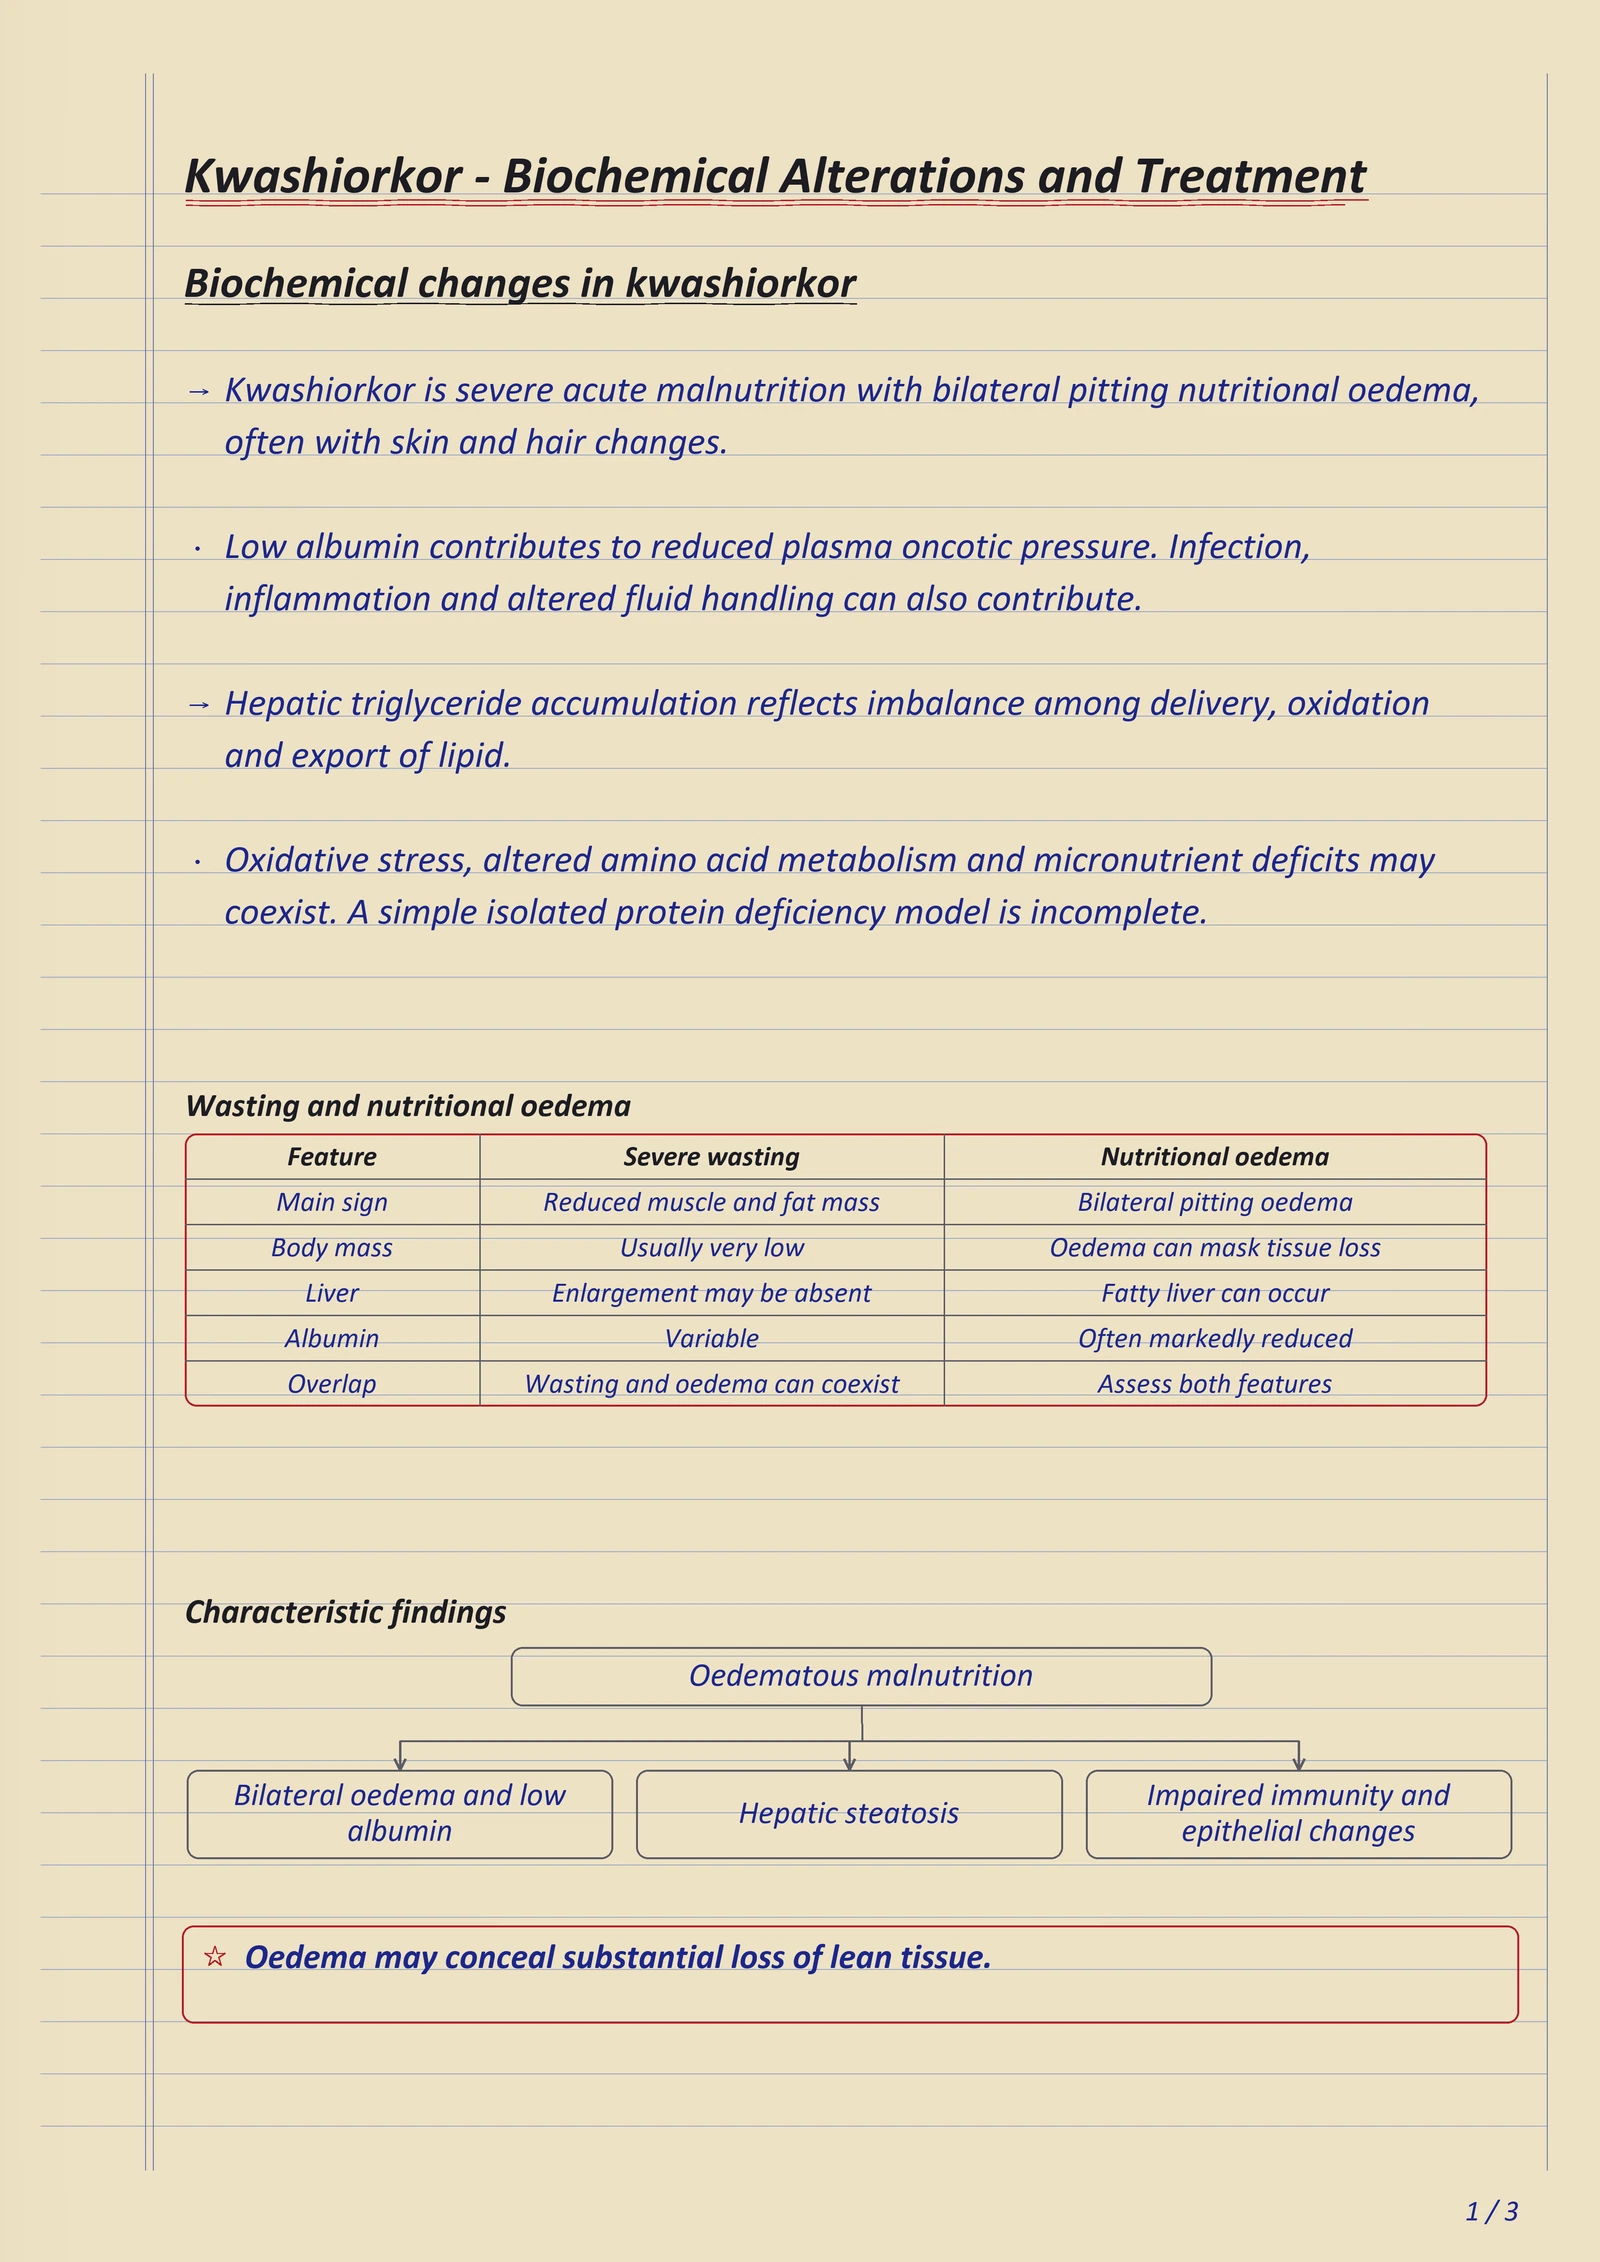 Kwashiorkor - Biochemical Alterations and Treatment
Biochemical changes in kwashiorkor
→ Kwashiorkor is severe acute malnutrition with bilateral pitting nutritional oedema,
often with skin and hair changes.
· Low albumin contributes to reduced plasma oncotic pressure. Infection,
inflammation and altered fluid handling can also contribute.
→ Hepatic triglyceride accumulation reflects imbalance among delivery, oxidation
and export of lipid.
· Oxidative stress, altered amino acid metabolism and micronutrient deficits may
coexist. A simple isolated protein deficiency model is incomplete.
Wasting and nutritional oedema
Feature Severe wasting Nutritional oedema
Main sign Reduced muscle and fat mass Bilateral pitting oedema
Body mass Usually very low Oedema can mask tissue loss
Liver Enlargement may be absent Fatty liver can occur
Albumin Variable Often markedly reduced
Overlap Wasting and oedema can coexist Assess both features
Characteristic findings
Oedematous malnutrition
Bilateral oedema and low
albumin
Hepatic steatosis
Impaired immunity and
epithelial changes
☆ Oedema may conceal substantial loss of lean tissue.
1 / 3